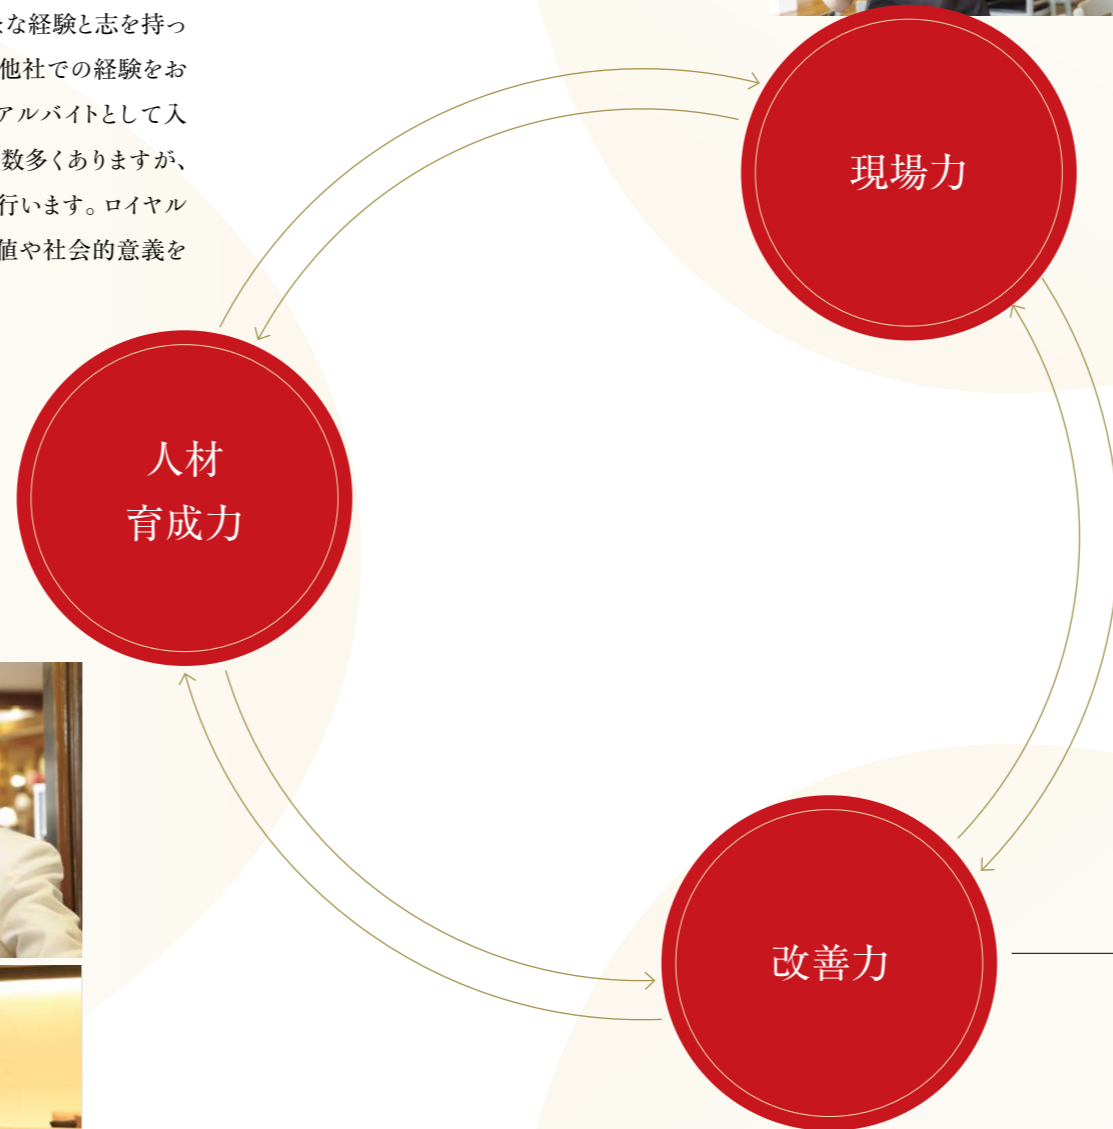 な経験と志を持っ
他社での経験をお
アルバイトとして入
数多くありますが、
行います。ロイヤル
値や社会的意義を
現場力
人材
育成力
改善力